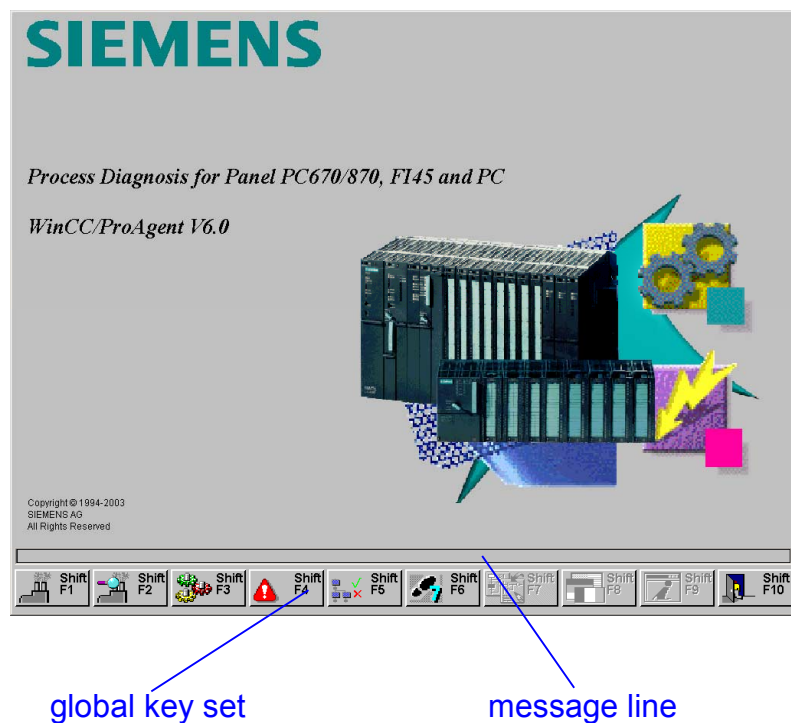 SIEMENS
Process Diagnosis for Panel PC670/870, FI45 and PC
WinCC/ProAgent V6.0
Copyright © 1994-2003
SIEMENS AG
All Rights Reserved
Shift F1
Shift F2
Shift F3
Shift F4
Shift F5
Shift F6
Shift F7
Shift F8
Shift F9
Shift F10
global key set
message line